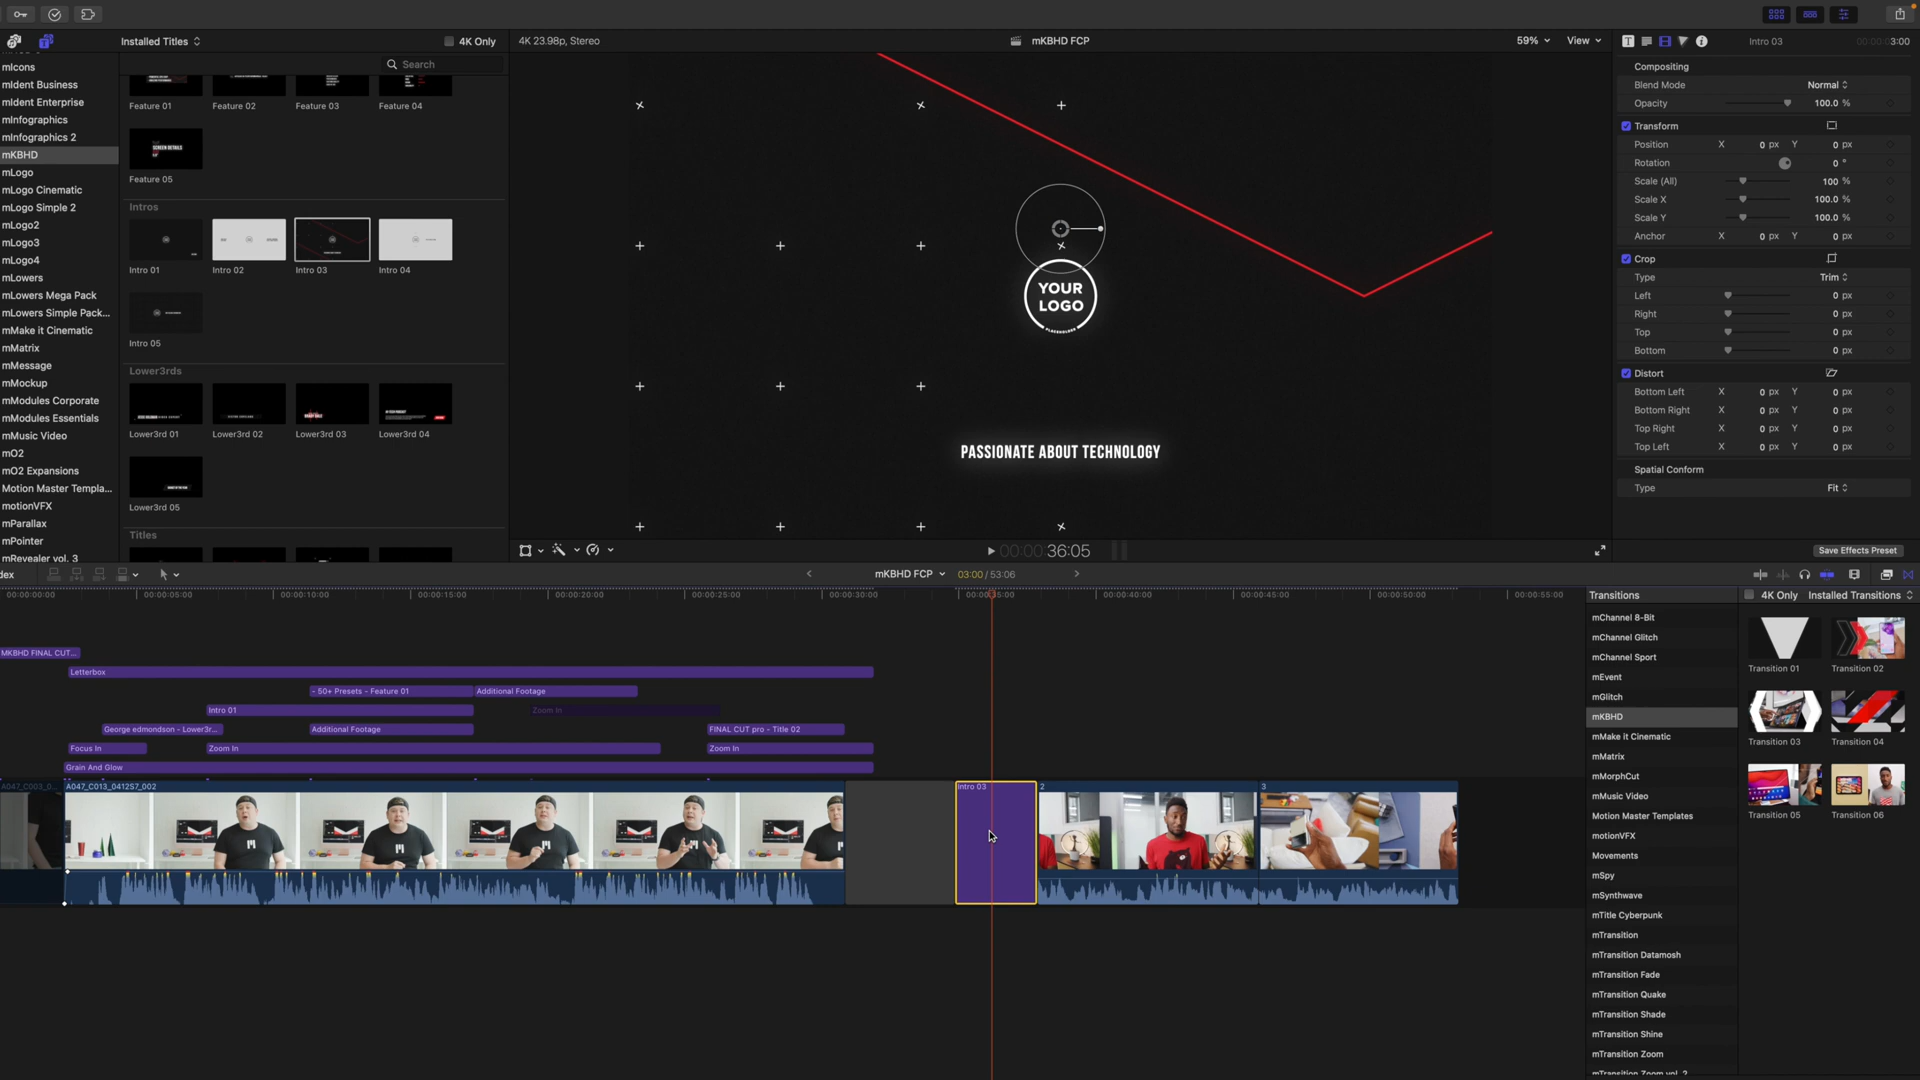 Installed Titles
4K Only
4K 23.98p, Stereo
mKBHD FCP
59%
View
Intro 03
3:00
Search
mIcons
mIdent Business
mIdent Enterprise
mInfographics
mInfographics 2
mKBHD
mLogo
mLogo Cinematic
mLogo Simple 2
mLogo2
mLogo3
mLogo4
mLowers
mLowers Mega Pack
mLowers Simple Pack...
mMake it Cinematic
mMatrix
mMessage
mMockup
mModules Corporate
mModules Essentials
mMusic Video
mO2
mO2 Expansions
Motion Master Templa...
motionVFX
mParallax
mPointer
mRevealer vol. 3
Feature 01
Feature 02
Feature 03
Feature 04
SCREEN DETAILS
Feature 05
Intros
Intro 01
Intro 02
Intro 03
Intro 04
Intro 05
Lower3rds
Lower3rd 01
Lower3rd 02
Lower3rd 03
Lower3rd 04
Lower3rd 05
Titles
YOUR
LOGO
PLACEHOLDER
PASSIONATE ABOUT TECHNOLOGY
Compositing
Blend Mode Normal
Opacity 100.0 %
Transform
Position X 0 px Y 0 px
Rotation 0 °
Scale (All) 100 %
Scale X 100.0 %
Scale Y 100.0 %
Anchor X 0 px Y 0 px
Crop
Type Trim
Left 0 px
Right 0 px
Top 0 px
Bottom 0 px
Distort
Bottom Left X 0 px Y 0 px
Bottom Right X 0 px Y 0 px
Top Right X 0 px Y 0 px
Top Left X 0 px Y 0 px
Spatial Conform
Type Fit
00:00:36:05
Save Effects Preset
dex
mKBHD FCP
03:00 / 53:06
00:00:00:00
00:00:05:00
00:00:10:00
00:00:15:00
00:00:20:00
00:00:25:00
00:00:30:00
00:00:35:00
00:00:40:00
00:00:45:00
00:00:50:00
00:00:55:00
MKBHD FINAL CUT...
Letterbox
- 50+ Presets - Feature 01
Additional Footage
Intro 01
Zoom In
George edmondson - Lower3r...
Additional Footage
FINAL CUT pro - Title 02
Focus In
Zoom In
Zoom In
Grain And Glow
A047_C003_0...
A047_C013_0412S7_002
Intro 03
2
3
Transitions
4K Only
Installed Transitions
mChannel 8-Bit
mChannel Glitch
mChannel Sport
mEvent
mGlitch
mKBHD
mMake it Cinematic
mMatrix
mMorphCut
mMusic Video
Motion Master Templates
motionVFX
Movements
mSpy
mSynthwave
mTitle Cyberpunk
mTransition
mTransition Datamosh
mTransition Fade
mTransition Quake
mTransition Shade
mTransition Shine
mTransition Zoom
mTransition Zoom vol. 2
Transition 01
Transition 02
Transition 03
Transition 04
Transition 05
Transition 06